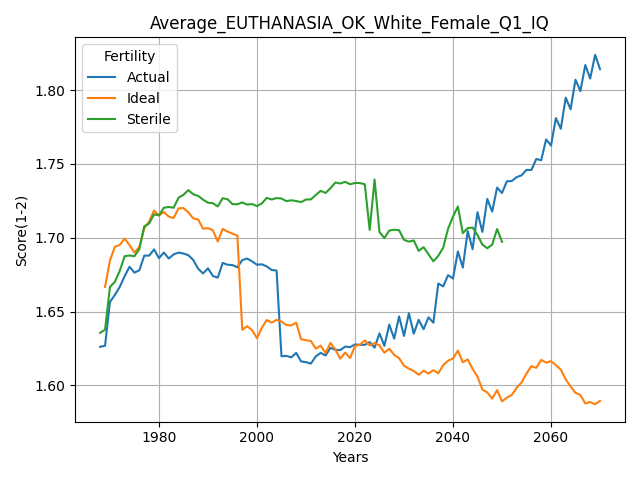 Average_EUTHANASIA_OK_White_Female_Q1_IQ
Fertility
Actual
Ideal
Sterile
Score(1-2)
1.80
1.75
1.70
1.65
1.60
1980
2000
2020
2040
2060
Years